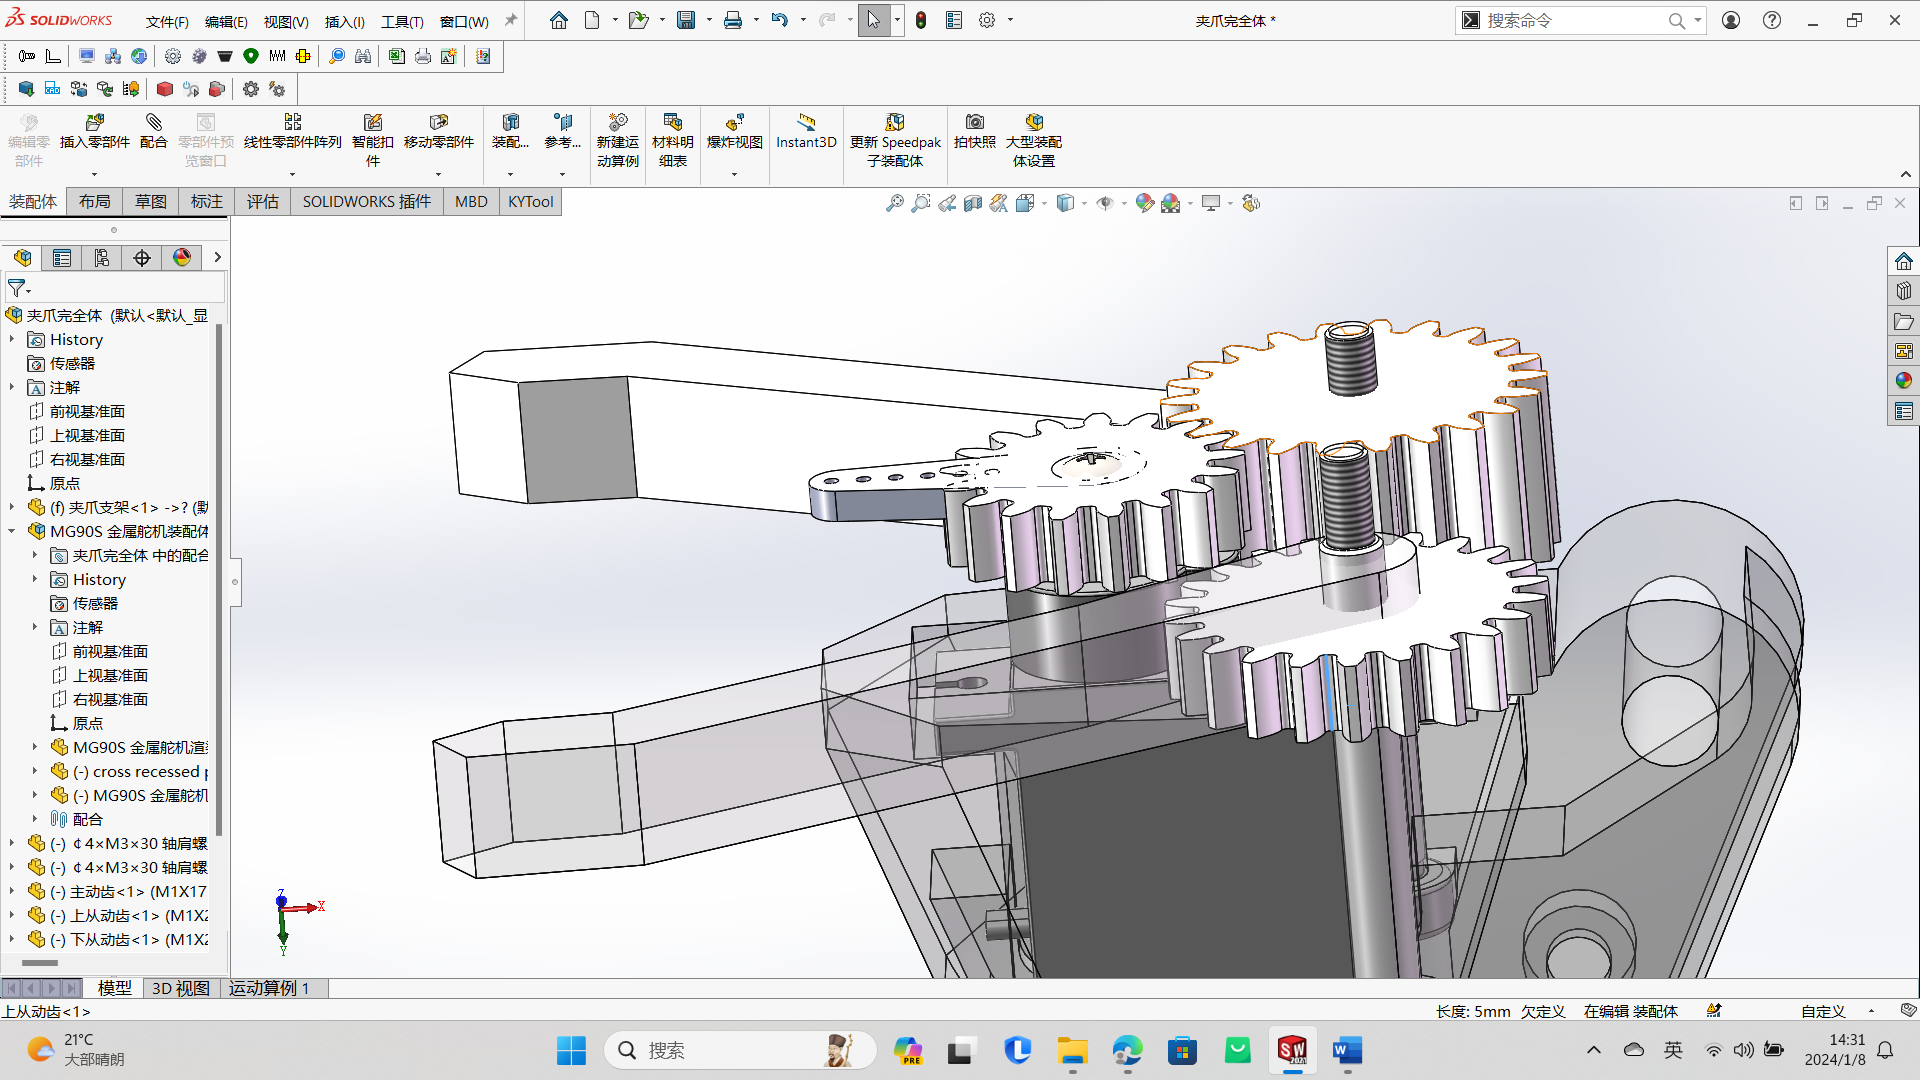 SOLIDWORKS
文件(F) 编辑(E) 视图(V) 插入(I) 工具(T) 窗口(W)
夹爪完全体 *
搜索命令
编辑零部件
插入零部件
配合
零部件预览窗口
线性零部件阵列
智能扣件
移动零部件
装配...
参考...
新建运动算例
材料明细表
爆炸视图
Instant3D
更新 Speedpak 子装配体
拍快照
大型装配体设置
装配体 布局 草图 标注 评估 SOLIDWORKS 插件 MBD KYTool
夹爪完全体 (默认<默认_显
History
传感器
注解
前视基准面
上视基准面
右视基准面
原点
(f) 夹爪支架<1> ->? (默
MG90S 金属舵机装配体
夹爪完全体 中的配合
History
传感器
注解
前视基准面
上视基准面
右视基准面
原点
MG90S 金属舵机渲
(-) cross recessed p
(-) MG90S 金属舵机
配合
(-) ¢4×M3×30 轴肩螺
(-) ¢4×M3×30 轴肩螺
(-) 主动齿<1> (M1X17
(-) 上从动齿<1> (M1X2
(-) 下从动齿<1> (M1X2
Z
X
Y
模型 3D 视图 运动算例 1
上从动齿<1>
长度: 5mm 欠定义 在编辑 装配体 自定义
21°C
大部晴朗
搜索
PRE
SW
2021
W
英
14:31
2024/1/8